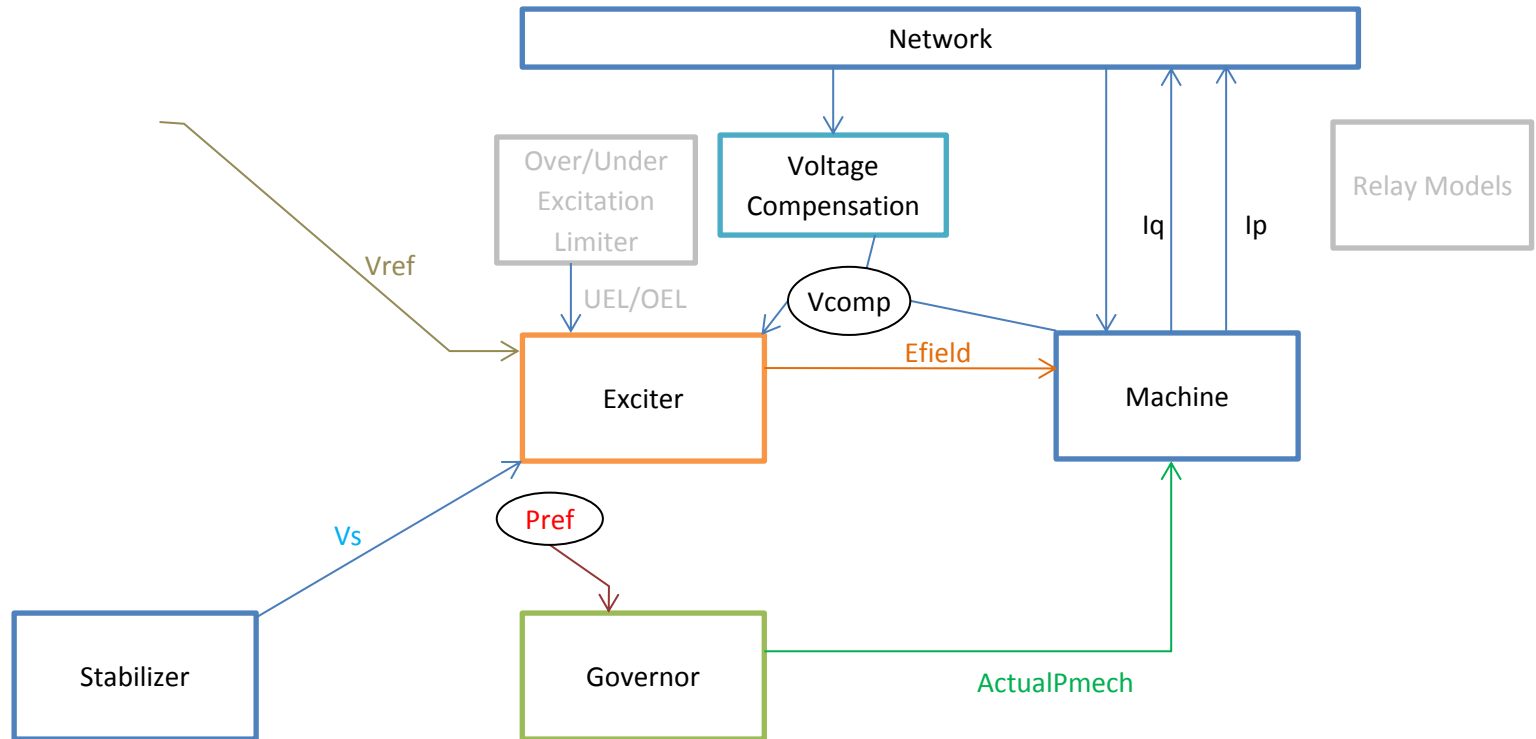 Network
Over/Under
Excitation
Limiter
Voltage
Compensation
Relay Models
Iq
Ip
Vref
UEL/OEL
Vcomp
Efield
Exciter
Machine
Pref
Vs
Stabilizer
Governor
ActualPmech